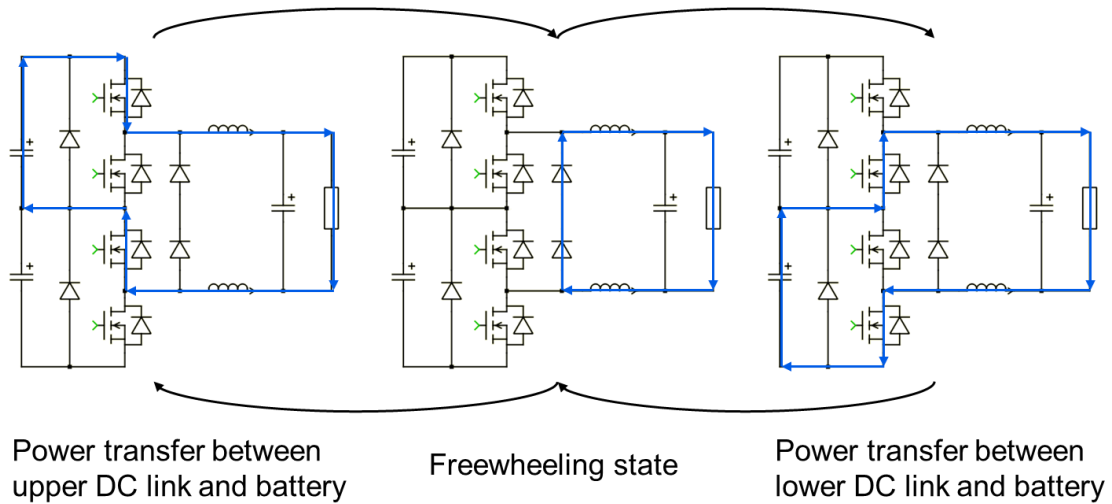 Power transfer between
upper DC link and battery
Freewheeling state
Power transfer between
lower DC link and battery